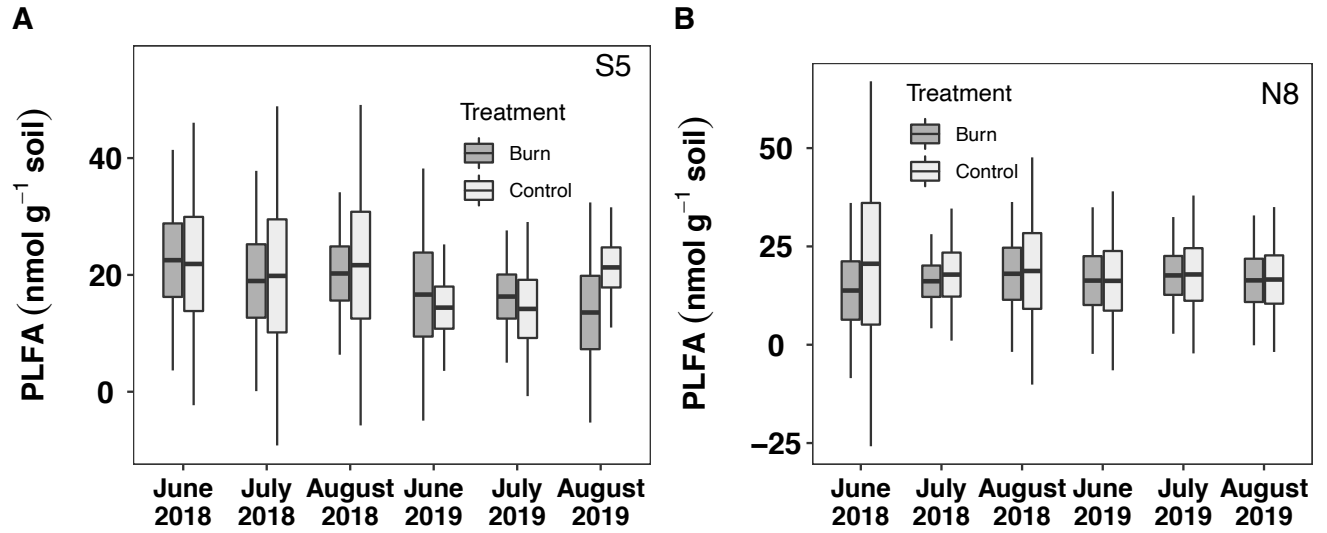 A
S5
Treatment
Burn
Control
PLFA (nmol g⁻¹ soil)
40
20
0
June 2018
July 2018
August 2018
June 2019
July 2019
August 2019
B
N8
Treatment
Burn
Control
PLFA (nmol g⁻¹ soil)
50
25
0
−25
June 2018
July 2018
August 2018
June 2019
July 2019
August 2019